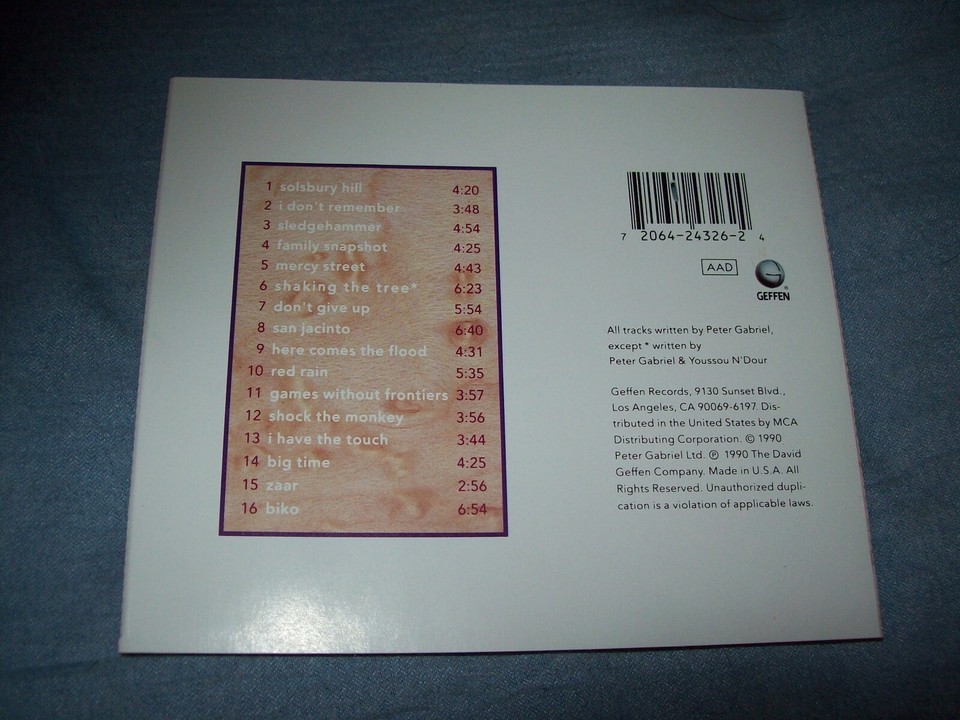 1 solsbury hill 4:20
2 i don't remember 3:48
3 sledgehammer 4:54
4 family snapshot 4:25
5 mercy street 4:43
6 shaking the tree* 6:23
7 don't give up 5:54
8 san jacinto 6:40
9 here comes the flood 4:31
10 red rain 5:35
11 games without frontiers 3:57
12 shock the monkey 3:56
13 i have the touch 3:44
14 big time 4:25
15 zaar 2:56
16 biko 6:54
7 2064-24326-2 4
AAD
GEFFEN
®
All tracks written by Peter Gabriel,
except * written by
Peter Gabriel & Youssou N'Dour
Geffen Records, 9130 Sunset Blvd.,
Los Angeles, CA 90069-6197. Dis-
tributed in the United States by MCA
Distributing Corporation. © 1990
Peter Gabriel Ltd. ℗ 1990 The David
Geffen Company. Made in U.S.A. All
Rights Reserved. Unauthorized dupli-
cation is a violation of applicable laws.